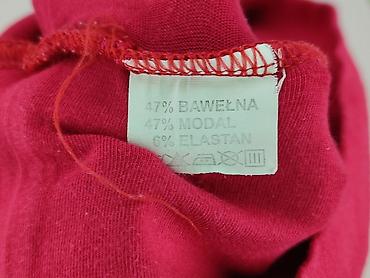 47% BAWEŁNA
47% MODAL
6% ELASTAN